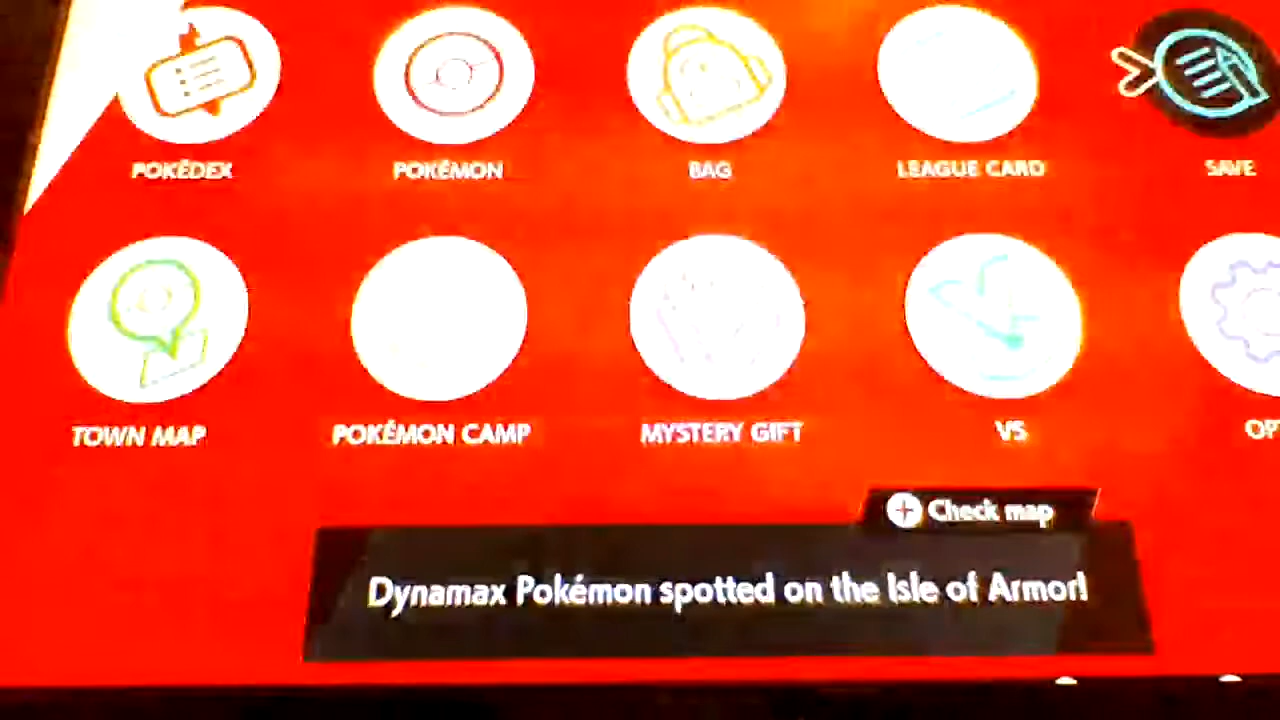 POKÉDEX POKÉMON BAG LEAGUE CARD SAVE
TOWN MAP POKÉMON CAMP MYSTERY GIFT VS OPT
Check map
Dynamax Pokémon spotted on the Isle of Armor!